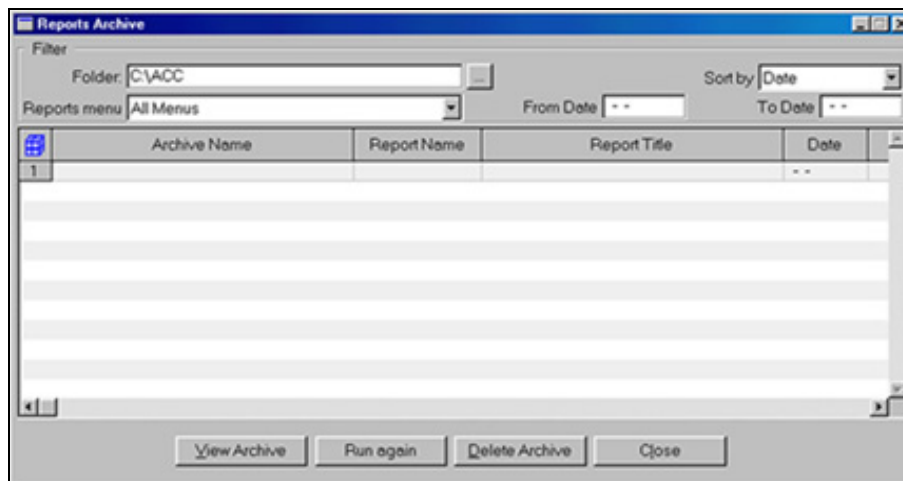 Reports Archive
Filter
Folder: C:\ACC ... Sort by Date
Reports menu All Menus From Date - - To Date - -
Archive Name Report Name Report Title Date
1 - -
View Archive Run again Delete Archive Close